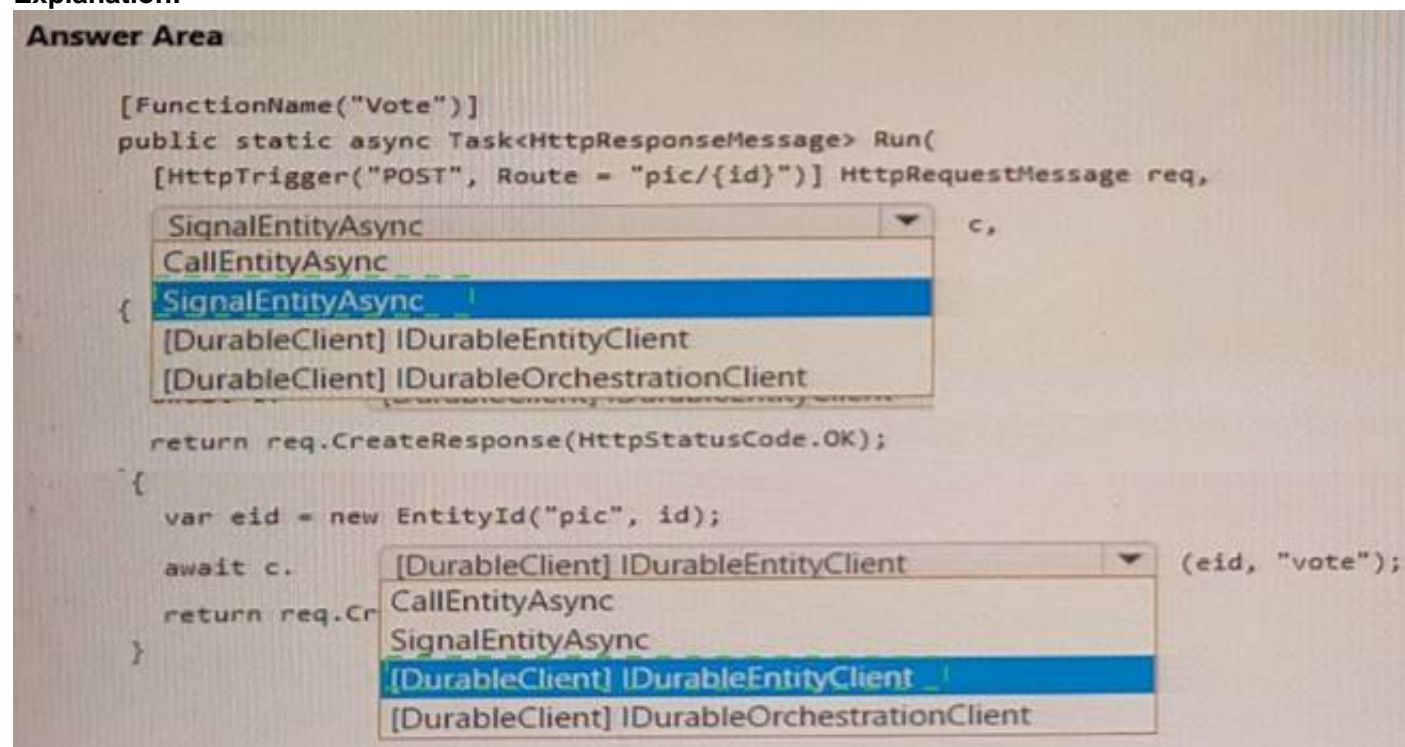 Explanation:
Answer Area
[FunctionName("Vote")]
public static async Task<HttpResponseMessage> Run(
[HttpTrigger("POST", Route = "pic/{id}")] HttpRequestMessage req,
SignalEntityAsync c,
CallEntityAsync
{ SignalEntityAsync
[DurableClient] IDurableEntityClient
[DurableClient] IDurableOrchestrationClient
return req.CreateResponse(HttpStatusCode.OK);
{
var eid = new EntityId("pic", id);
await c. [DurableClient] IDurableEntityClient (eid, "vote");
CallEntityAsync
return req.Cr
SignalEntityAsync
}
[DurableClient] IDurableEntityClient
[DurableClient] IDurableOrchestrationClient